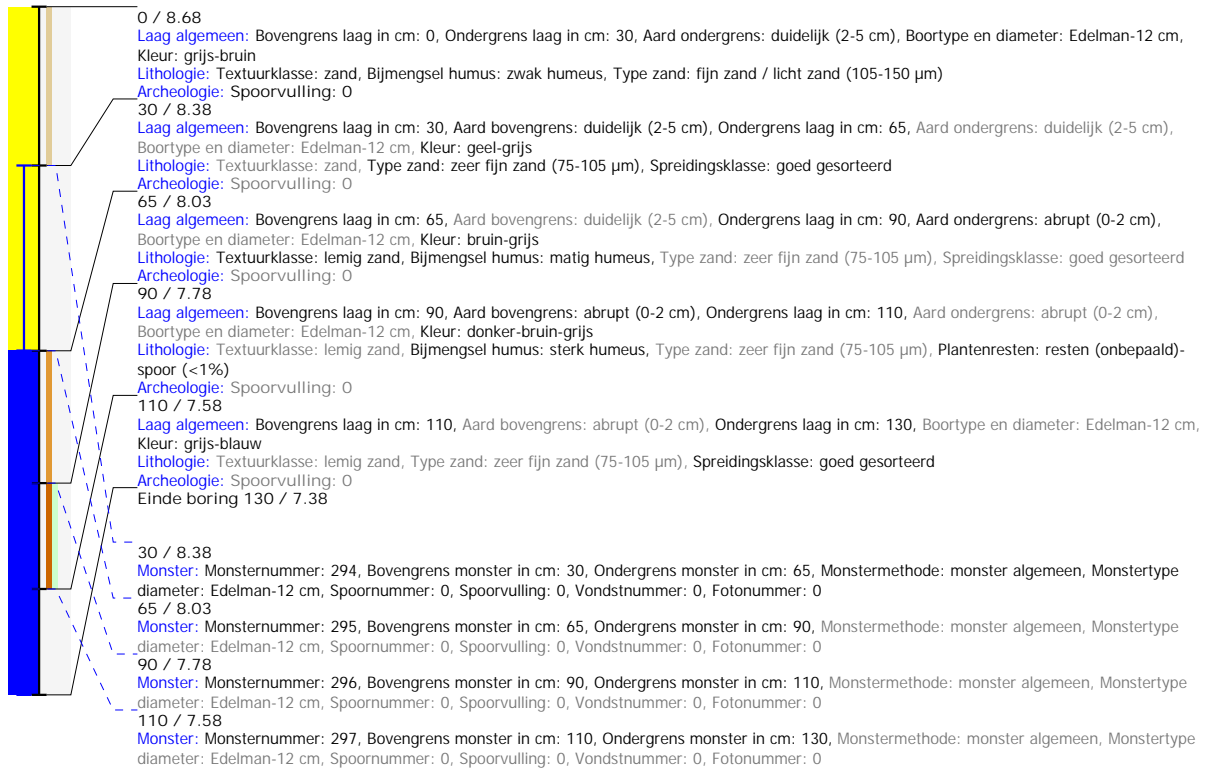 0 / 8.68
Laag algemeen: Bovengrens laag in cm: 0, Ondergrens laag in cm: 30, Aard ondergrens: duidelijk (2-5 cm), Boortype en diameter: Edelman-12 cm,
Kleur: grijs-bruin
Lithologie: Textuurklasse: zand, Bijmengsel humus: zwak humeus, Type zand: fijn zand / licht zand (105-150 µm)
Archeologie: Spoorvulling: 0
30 / 8.38
Laag algemeen: Bovengrens laag in cm: 30, Aard bovengrens: duidelijk (2-5 cm), Ondergrens laag in cm: 65, Aard ondergrens: duidelijk (2-5 cm),
Boortype en diameter: Edelman-12 cm, Kleur: geel-grijs
Lithologie: Textuurklasse: zand, Type zand: zeer fijn zand (75-105 µm), Spreidingsklasse: goed gesorteerd
Archeologie: Spoorvulling: 0
65 / 8.03
Laag algemeen: Bovengrens laag in cm: 65, Aard bovengrens: duidelijk (2-5 cm), Ondergrens laag in cm: 90, Aard ondergrens: abrupt (0-2 cm),
Boortype en diameter: Edelman-12 cm, Kleur: bruin-grijs
Lithologie: Textuurklasse: lemig zand, Bijmengsel humus: matig humeus, Type zand: zeer fijn zand (75-105 µm), Spreidingsklasse: goed gesorteerd
Archeologie: Spoorvulling: 0
90 / 7.78
Laag algemeen: Bovengrens laag in cm: 90, Aard bovengrens: abrupt (0-2 cm), Ondergrens laag in cm: 110, Aard ondergrens: abrupt (0-2 cm),
Boortype en diameter: Edelman-12 cm, Kleur: donker-bruin-grijs
Lithologie: Textuurklasse: lemig zand, Bijmengsel humus: sterk humeus, Type zand: zeer fijn zand (75-105 µm), Plantenresten: resten (onbepaald)-
spoor (<1%)
Archeologie: Spoorvulling: 0
110 / 7.58
Laag algemeen: Bovengrens laag in cm: 110, Aard bovengrens: abrupt (0-2 cm), Ondergrens laag in cm: 130, Boortype en diameter: Edelman-12 cm,
Kleur: grijs-blauw
Lithologie: Textuurklasse: lemig zand, Type zand: zeer fijn zand (75-105 µm), Spreidingsklasse: goed gesorteerd
Archeologie: Spoorvulling: 0
Einde boring 130 / 7.38
30 / 8.38
Monster: Monsternummer: 294, Bovengrens monster in cm: 30, Ondergrens monster in cm: 65, Monstermethode: monster algemeen, Monstertype
diameter: Edelman-12 cm, Spoornummer: 0, Spoorvulling: 0, Vondstnummer: 0, Fotonummer: 0
65 / 8.03
Monster: Monsternummer: 295, Bovengrens monster in cm: 65, Ondergrens monster in cm: 90, Monstermethode: monster algemeen, Monstertype
diameter: Edelman-12 cm, Spoornummer: 0, Spoorvulling: 0, Vondstnummer: 0, Fotonummer: 0
90 / 7.78
Monster: Monsternummer: 296, Bovengrens monster in cm: 90, Ondergrens monster in cm: 110, Monstermethode: monster algemeen, Monstertype
diameter: Edelman-12 cm, Spoornummer: 0, Spoorvulling: 0, Vondstnummer: 0, Fotonummer: 0
110 / 7.58
Monster: Monsternummer: 297, Bovengrens monster in cm: 110, Ondergrens monster in cm: 130, Monstermethode: monster algemeen, Monstertype
diameter: Edelman-12 cm, Spoornummer: 0, Spoorvulling: 0, Vondstnummer: 0, Fotonummer: 0